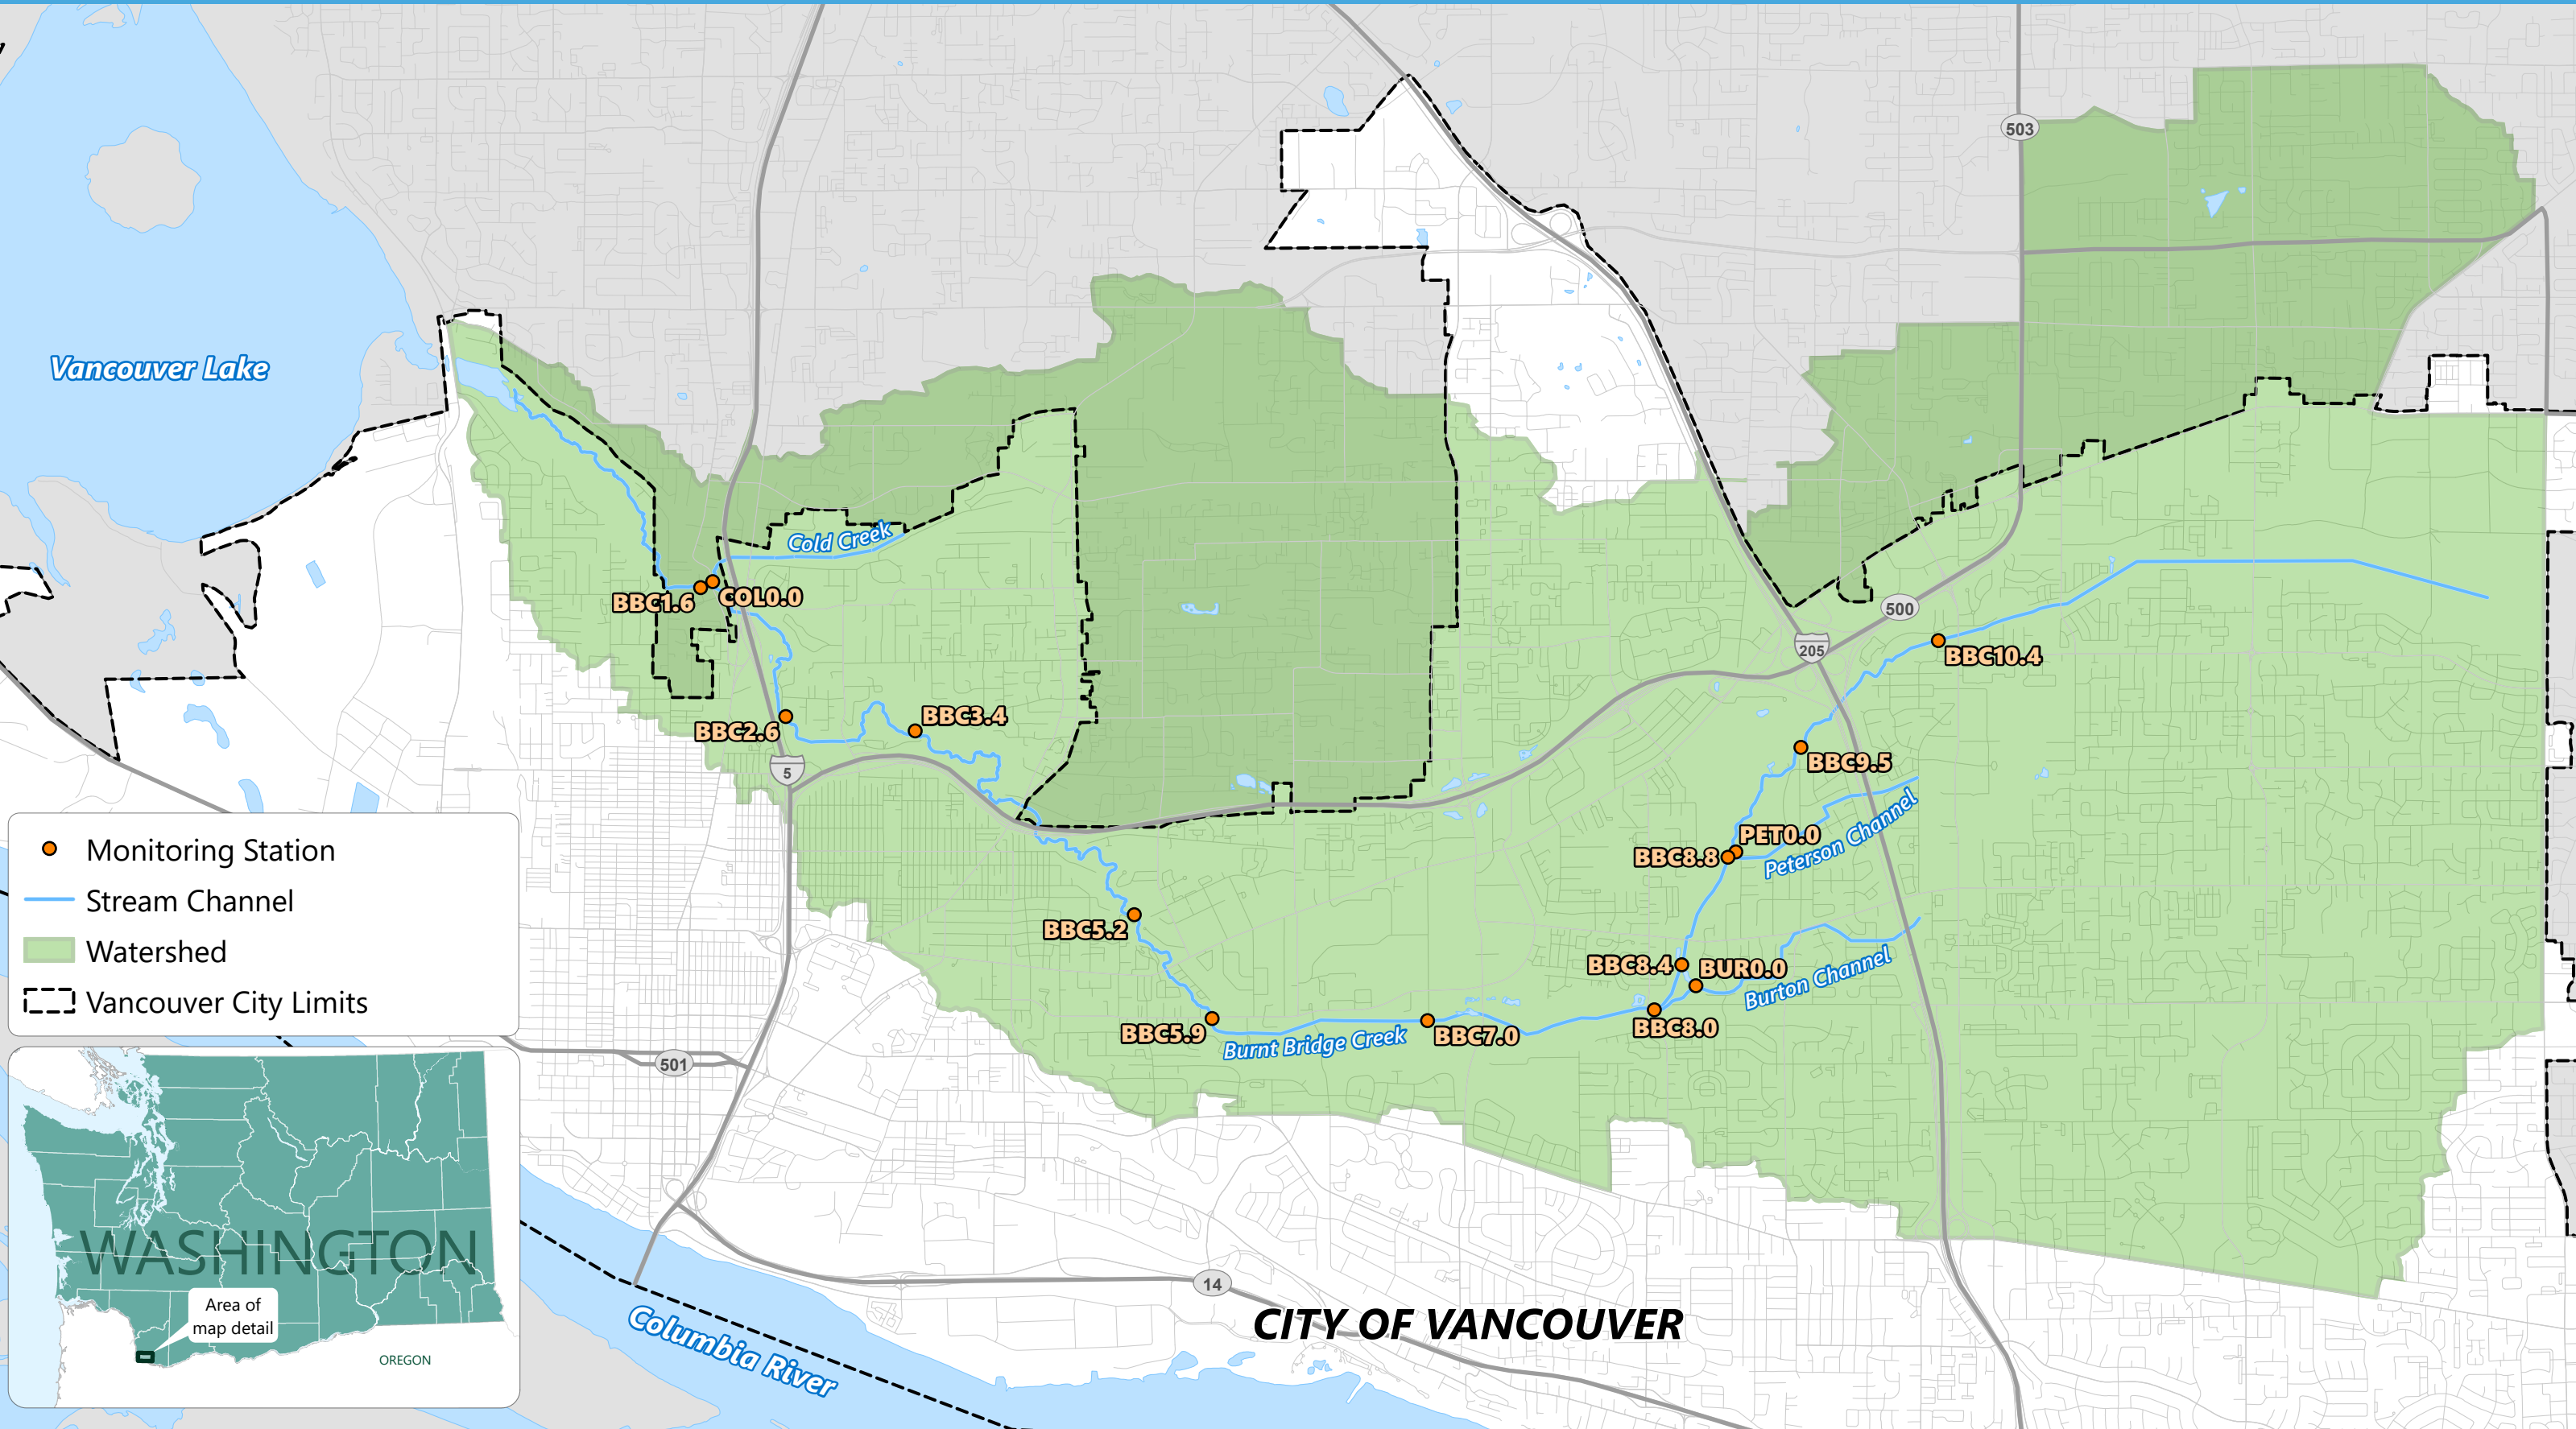 503
Vancouver Lake
Cold Creek
BBC1.6
COL0.0
500
205
BBC10.4
BBC2.6
BBC3.4
5
BBC9.5
PET0.0
BBC8.8
Peterson Channel
BBC5.2
BBC8.4
BUR0.0
Burton Channel
BBC5.9
Burnt Bridge Creek
BBC7.0
BBC8.0
501
14
CITY OF VANCOUVER
Columbia River
Monitoring Station
Stream Channel
Watershed
Vancouver City Limits
WASHINGTON
Area of
map detail
OREGON